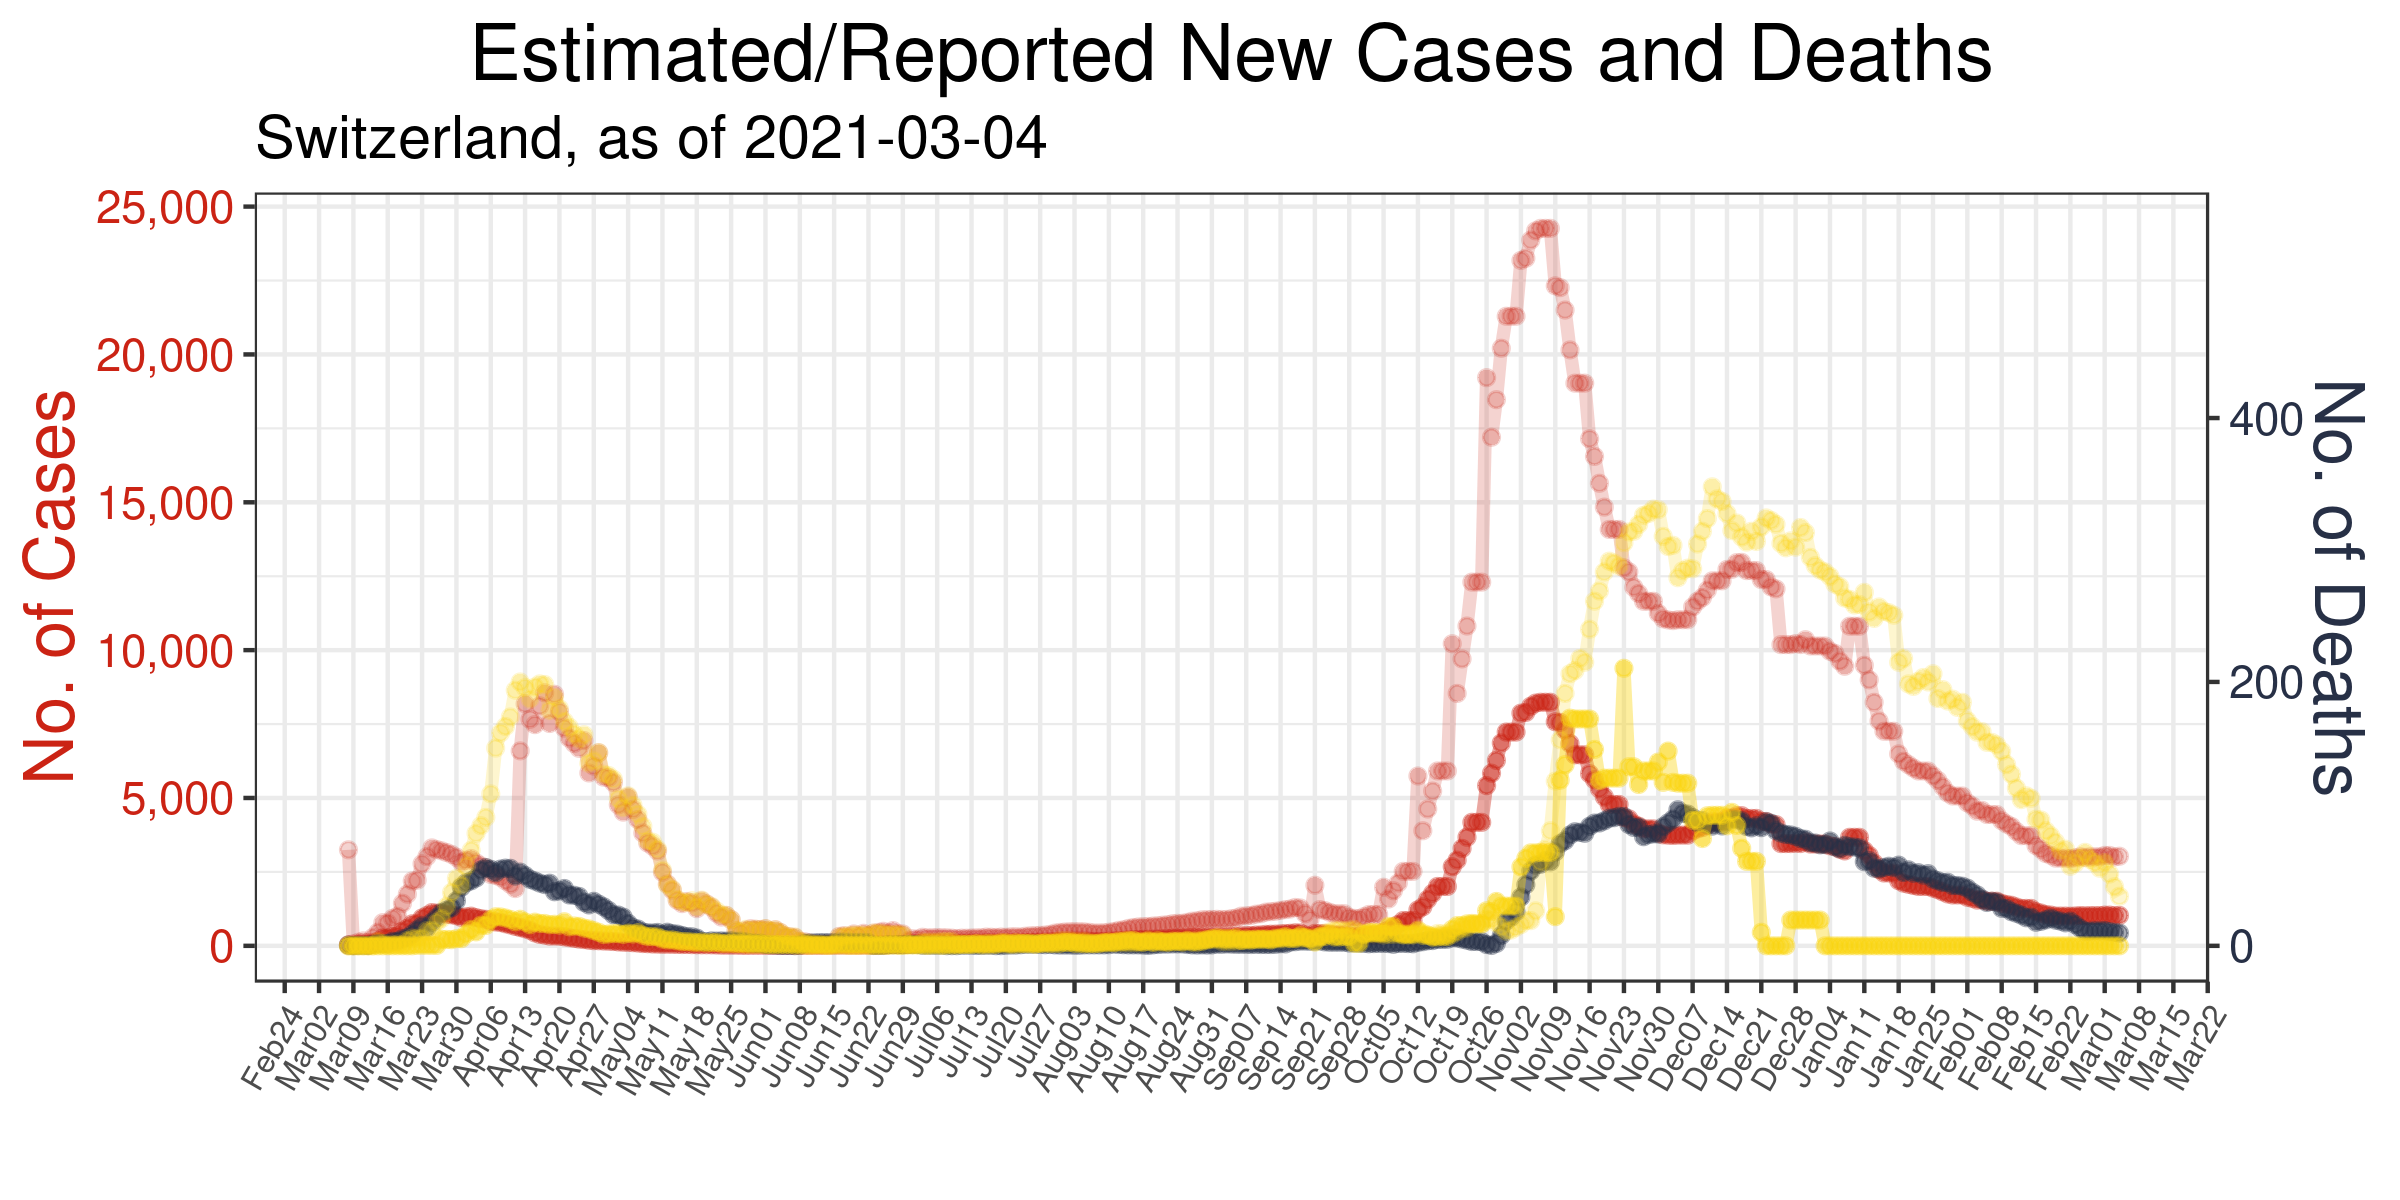 Estimated/Reported New Cases and Deaths
Switzerland, as of 2021-03-04
No. of Cases
25,000
20,000
15,000
10,000
5,000
0
No. of Deaths
400
200
0
Feb24
Mar02
Mar09
Mar16
Mar23
Mar30
Apr06
Apr13
Apr20
Apr27
May04
May11
May18
May25
Jun01
Jun08
Jun15
Jun22
Jun29
Jul06
Jul13
Jul20
Jul27
Aug03
Aug10
Aug17
Aug24
Aug31
Sep07
Sep14
Sep21
Sep28
Oct05
Oct12
Oct19
Oct26
Nov02
Nov09
Nov16
Nov23
Nov30
Dec07
Dec14
Dec21
Dec28
Jan04
Jan11
Jan18
Jan25
Feb01
Feb08
Feb15
Feb22
Mar01
Mar08
Mar15
Mar22